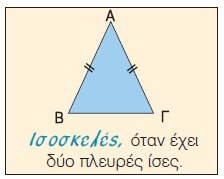 Α
Β Γ
Ισοσκελές, όταν έχει
δύο πλευρές ίσες.